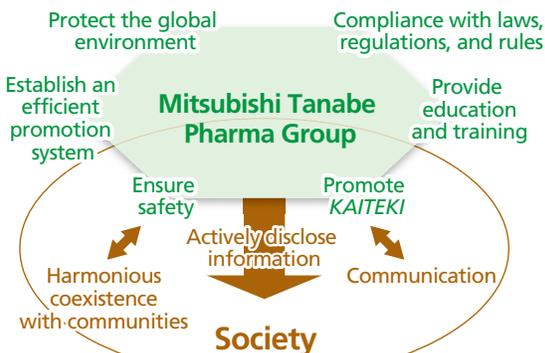 Protect the global
environment
Compliance with laws,
regulations, and rules
Establish an
efficient
promotion
system
Mitsubishi Tanabe
Pharma Group
Provide
education
and training
Ensure
safety
Promote
KAITEKI
Actively disclose
information
Harmonious
coexistence
with communities
Communication
Society